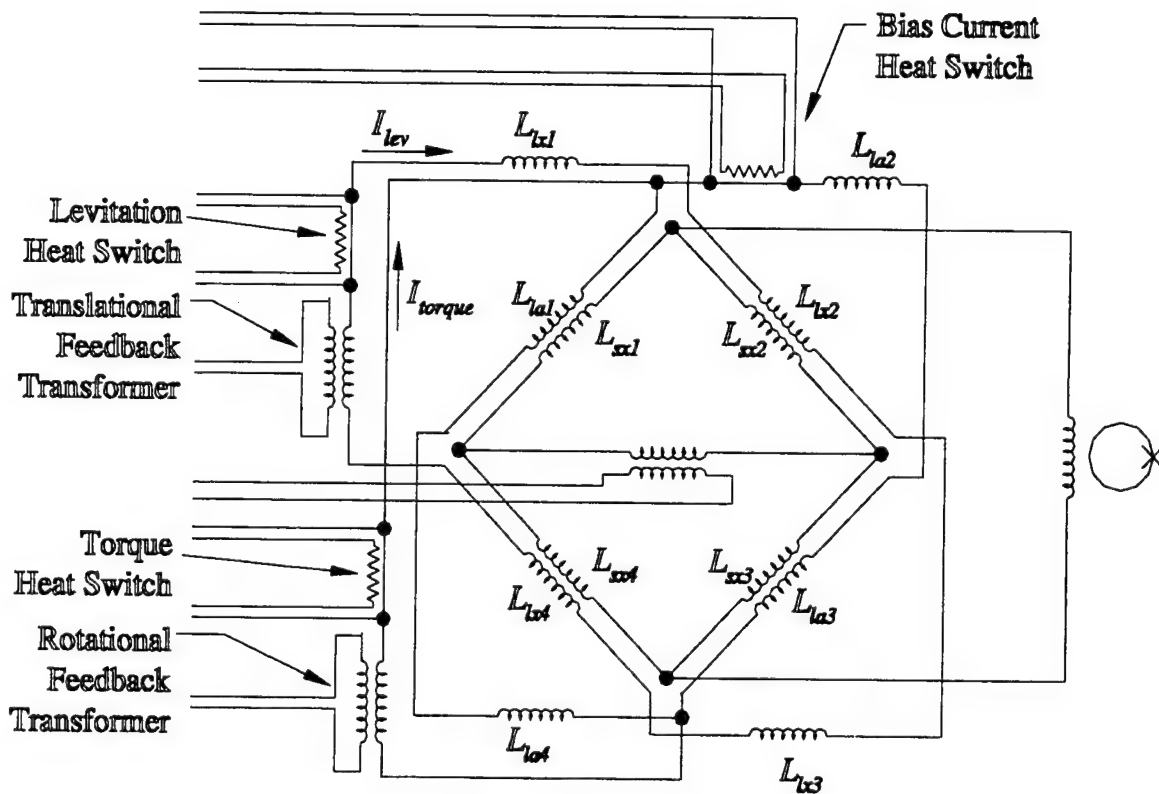 Bias Current
Heat Switch
I_lev
L_lx1
L_la2
Levitation
Heat Switch
Translational
Feedback
Transformer
I_torque
L_la1
L_sx1
L_lx2
L_sx2
Torque
Heat Switch
L_sx4
L_lx4
L_sx3
L_la3
Rotational
Feedback
Transformer
L_la4
L_lx3